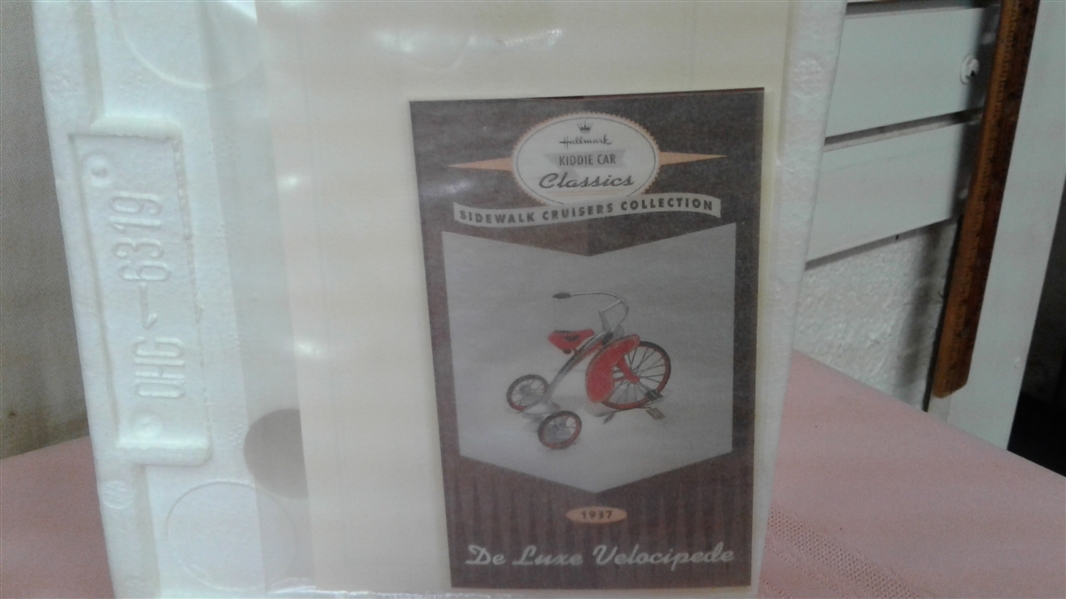 Hallmark
KIDDIE CAR
Classics
SIDEWALK CRUISERS COLLECTION
1937
De Luxe Velocipede
QHG-6319